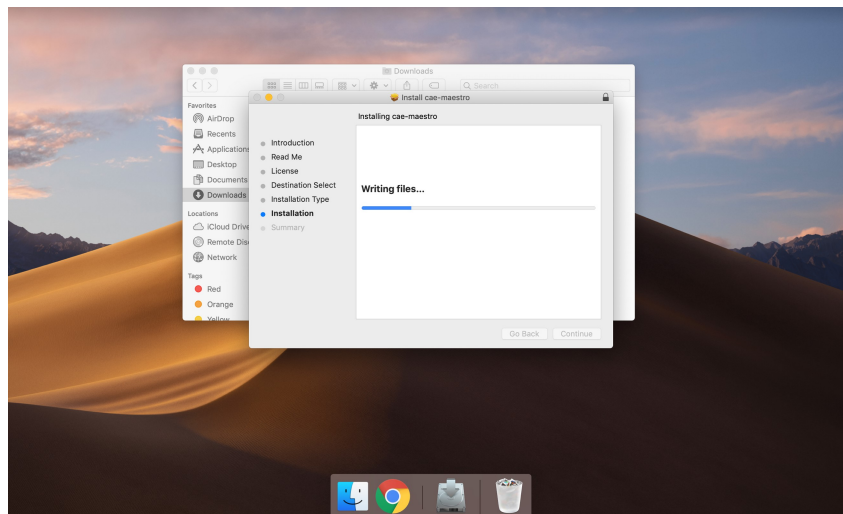 Downloads
Search
Install cae-maestro
Favorites
AirDrop
Recents
Applications
Desktop
Documents
Downloads
Locations
iCloud Drive
Remote Disc
Network
Tags
Red
Orange
Yellow
Installing cae-maestro
Introduction
Read Me
License
Destination Select
Installation Type
Installation
Summary
Writing files...
Go Back
Continue